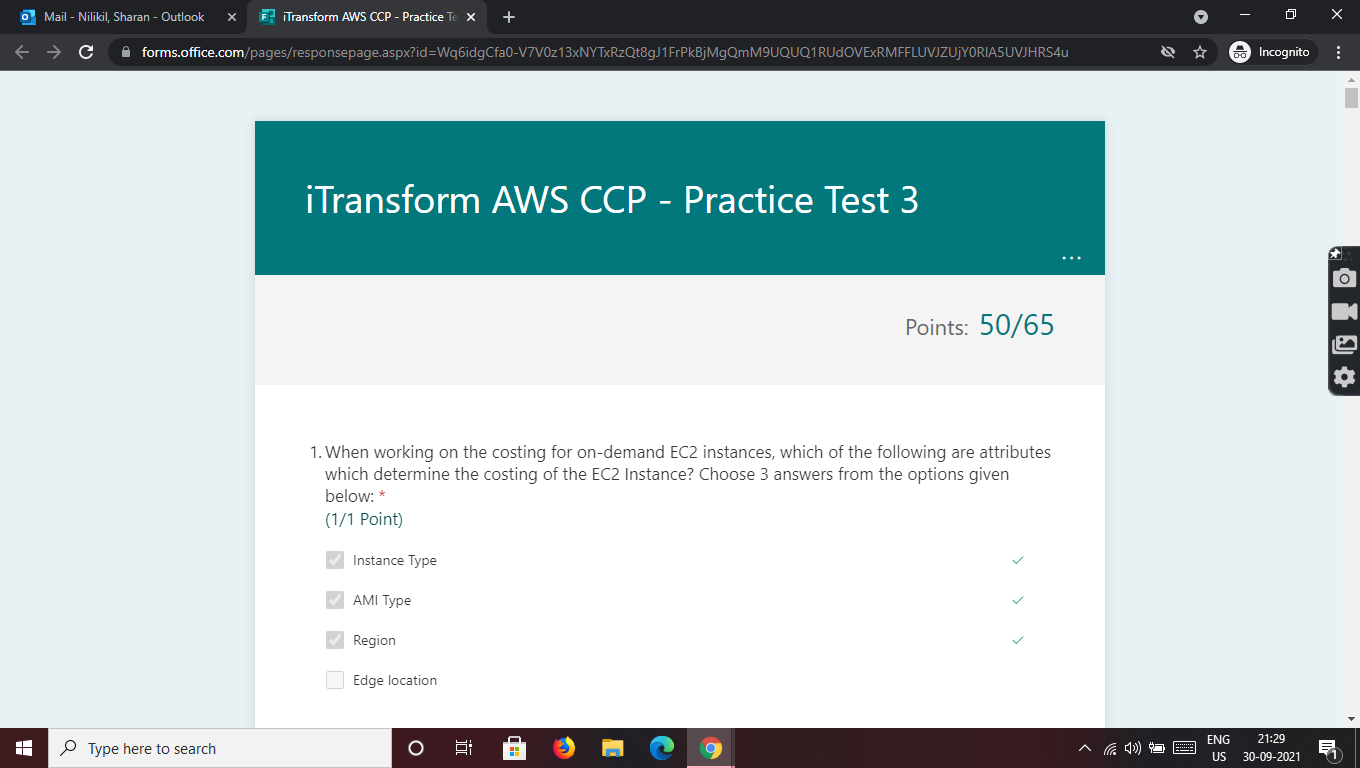 Mail - Nilikil, Sharan - Outlook
iTransform AWS CCP - Practice Te
forms.office.com/pages/responsepage.aspx?id=Wq6idgCfa0-V7V0z13xNYTxRzQt8gJ1FrPkBjMgQmM9UQUQ1RUdOVExRMFFLUVJZUjY0RIA5UVJHRS4u
Incognito
iTransform AWS CCP - Practice Test 3
...
Points: 50/65
1. When working on the costing for on-demand EC2 instances, which of the following are attributes
which determine the costing of the EC2 Instance? Choose 3 answers from the options given
below: *
(1/1 Point)
Instance Type
AMI Type
Region
Edge location
Type here to search
ENG
US
21:29
30-09-2021
1